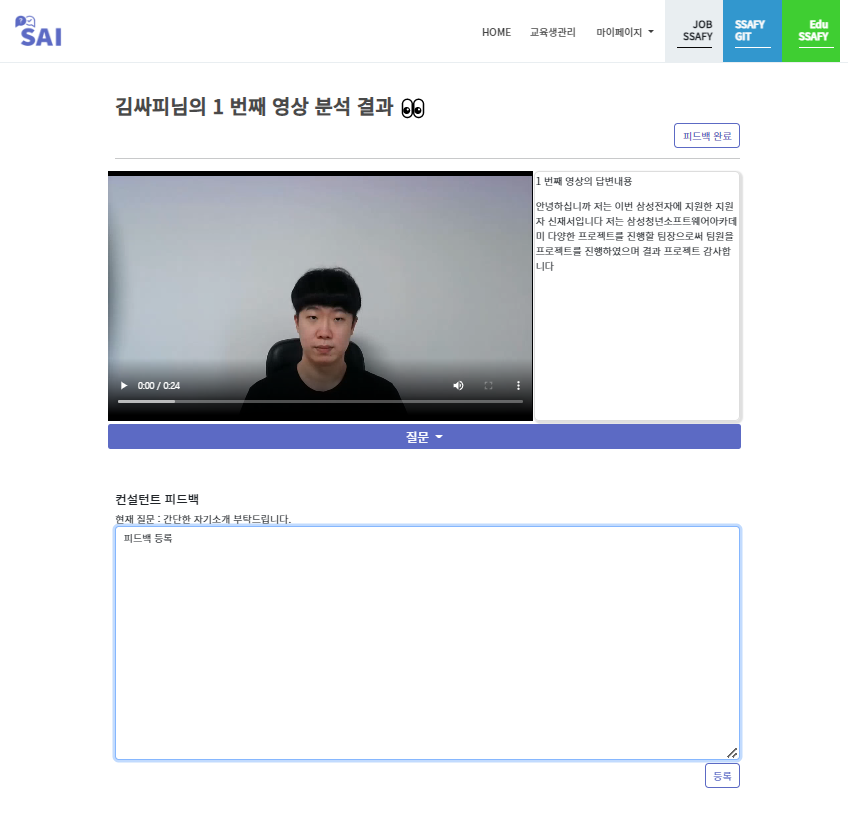 SAI
HOME 교육생관리 마이페이지
JOB
SSAFY
SSAFY
GIT
Edu
SSAFY
김싸피님의 1 번째 영상 분석 결과
피드백 완료
0:00 / 0:24
1 번째 영상의 답변내용
안녕하십니까 저는 이번 삼성전자에 지원한 지원
자 신재서입니다 저는 삼성청년소프트웨어아카데
미 다양한 프로젝트를 진행할 팀장으로써 팀원을
프로젝트를 진행하였으며 결과 프로젝트 감사합
니다
질문
컨설턴트 피드백
현재 질문 : 간단한 자기소개 부탁드립니다.
피드백 등록
등록